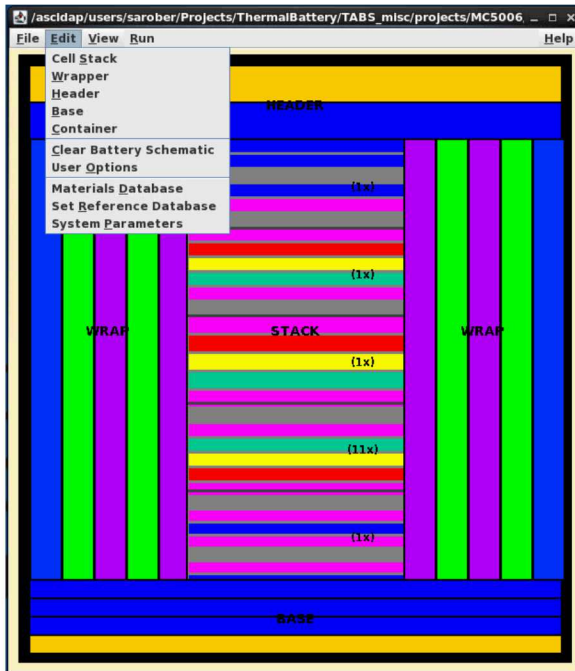 /ascldap/users/sarober/Projects/ThermalBattery/TABS_misc/projects/MC5006_
File Edit View Run Help
Cell Stack
Wrapper
Header
Base
Container
Clear Battery Schematic
User Options
Materials Database
Set Reference Database
System Parameters
HEADER
(1x)
(1x)
WRAP STACK WRAP
(1x)
(11x)
(1x)
BASE